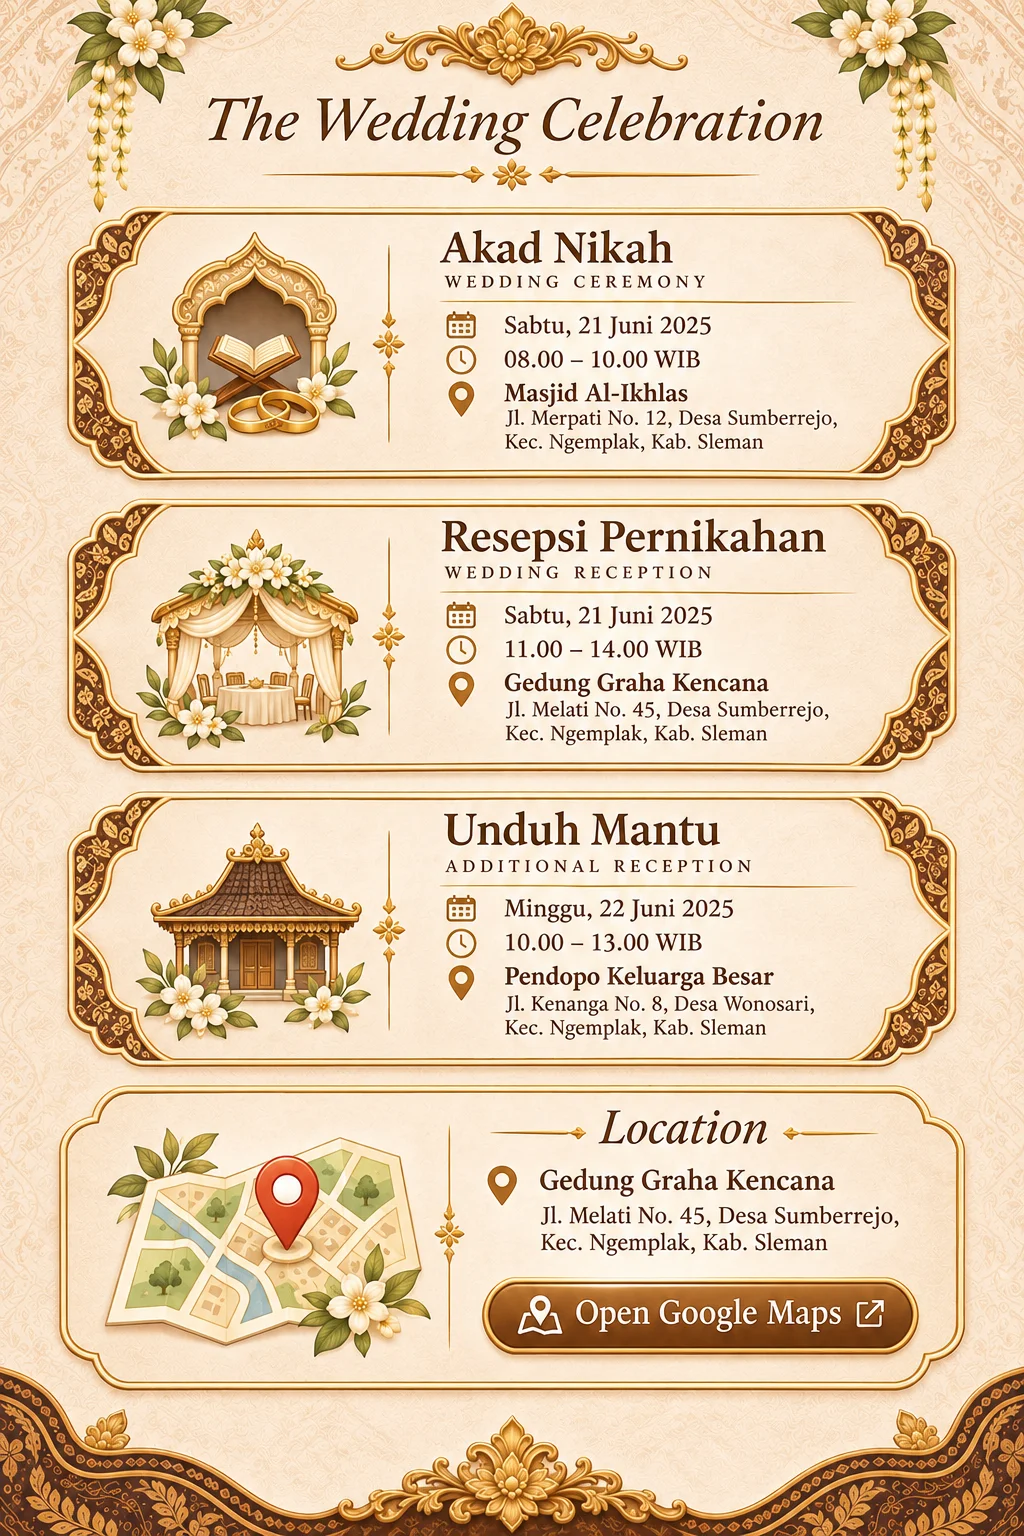 The Wedding Celebration
Akad Nikah
WEDDING CEREMONY
Sabtu, 21 Juni 2025
08.00 – 10.00 WIB
Masjid Al-Ikhlas
Jl. Merpati No. 12, Desa Sumberrejo,
Kec. Ngemplak, Kab. Sleman
Resepsi Pernikahan
WEDDING RECEPTION
Sabtu, 21 Juni 2025
11.00 – 14.00 WIB
Gedung Graha Kencana
Jl. Melati No. 45, Desa Sumberrejo,
Kec. Ngemplak, Kab. Sleman
Unduh Mantu
ADDITIONAL RECEPTION
Minggu, 22 Juni 2025
10.00 – 13.00 WIB
Pendopo Keluarga Besar
Jl. Kenanga No. 8, Desa Wonosari,
Kec. Ngemplak, Kab. Sleman
Location
Gedung Graha Kencana
Jl. Melati No. 45, Desa Sumberrejo,
Kec. Ngemplak, Kab. Sleman
Open Google Maps